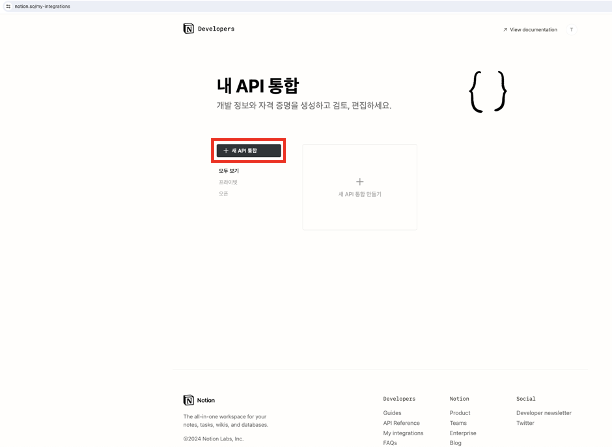 notion.so/my-integrations
Developers
View documentation
?
내 API 통합
개발 정보와 자격 증명을 생성하고 검토, 편집하세요.
+ 새 API 통합
모두 보기
프라이빗
+
새 API 통합 만들기
Notion
The all-in-one workspace for your
notes, tasks, wikis, and databases.
©2024 Notion Labs, Inc.
Developers
Guides
API Reference
My integrations
FAQs
Notion
Product
Teams
Enterprise
Blog
Social
Developer newsletter
Twitter